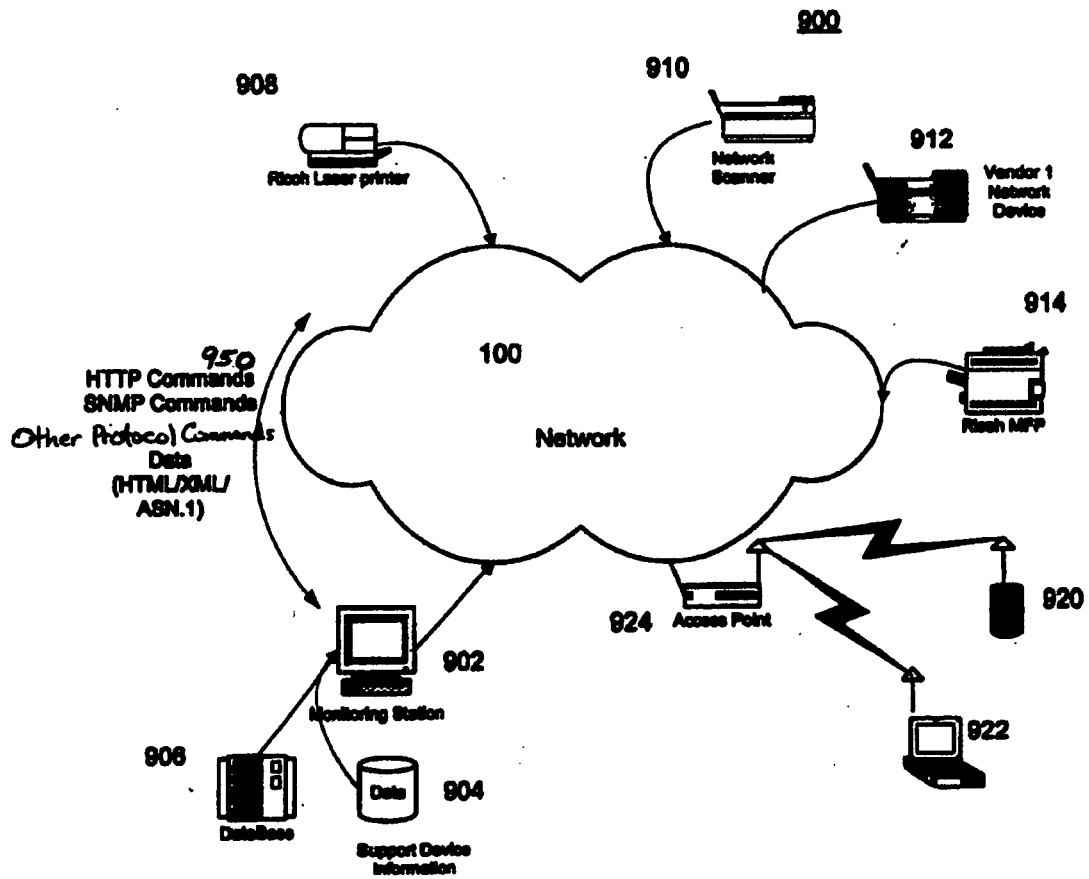 900
908
Ricoh Laser printer
910
Network
Scanner
912
Vendor 1
Network
Device
914
Ricoh MFP
100
Network
950
HTTP Commands
SNMP Commands
Other Protocol Commands
Data
(HTML/XML/
ASN.1)
924
Access Point
920
922
902
Monitoring Station
906
DataBase
Data
904
Support Device
Information